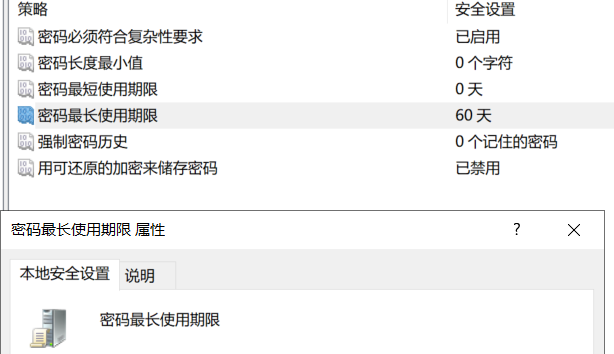 策略 安全设置
密码必须符合复杂性要求 已启用
密码长度最小值 0 个字符
密码最短使用期限 0 天
密码最长使用期限 60 天
强制密码历史 0 个记住的密码
用可还原的加密来储存密码 已禁用
密码最长使用期限 属性 ?
本地安全设置 说明
密码最长使用期限